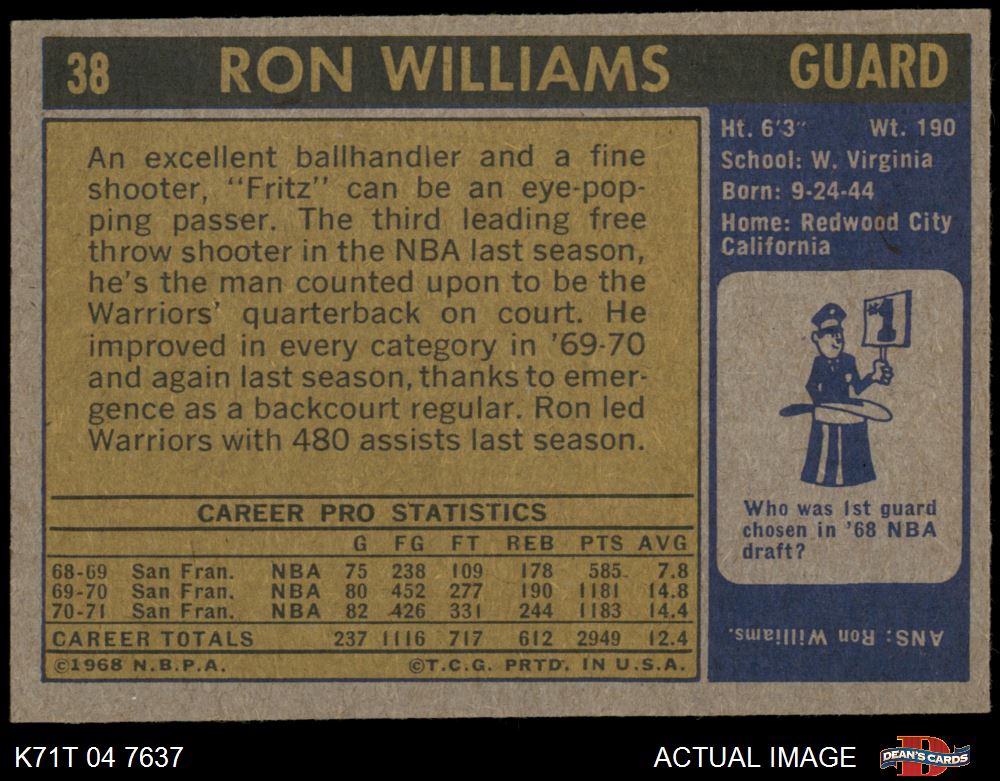 38 RON WILLIAMS GUARD
An excellent ballhandler and a fine
shooter, "Fritz" can be an eye-pop-
ping passer. The third leading free
throw shooter in the NBA last season,
he's the man counted upon to be the
Warriors' quarterback on court. He
improved in every category in '69-70
and again last season, thanks to emer-
gence as a backcourt regular. Ron led
Warriors with 480 assists last season.
CAREER PRO STATISTICS
G FG FT REB PTS AVG
68-69 San Fran. NBA 75 238 109 178 585 7.8
69-70 San Fran. NBA 80 452 277 190 1181 14.8
70-71 San Fran. NBA 82 426 331 244 1183 14.4
CAREER TOTALS 237 1116 717 612 2949 12.4
©1968 N.B.P.A. ©T.C.G. PRTD. IN U.S.A.
Ht. 6'3" Wt. 190
School: W. Virginia
Born: 9-24-44
Home: Redwood City
California
#1
Who was 1st guard
chosen in '68 NBA
draft?
ANS: Ron Williams.
K71T 04 7637 ACTUAL IMAGE DEAN'S CARDS